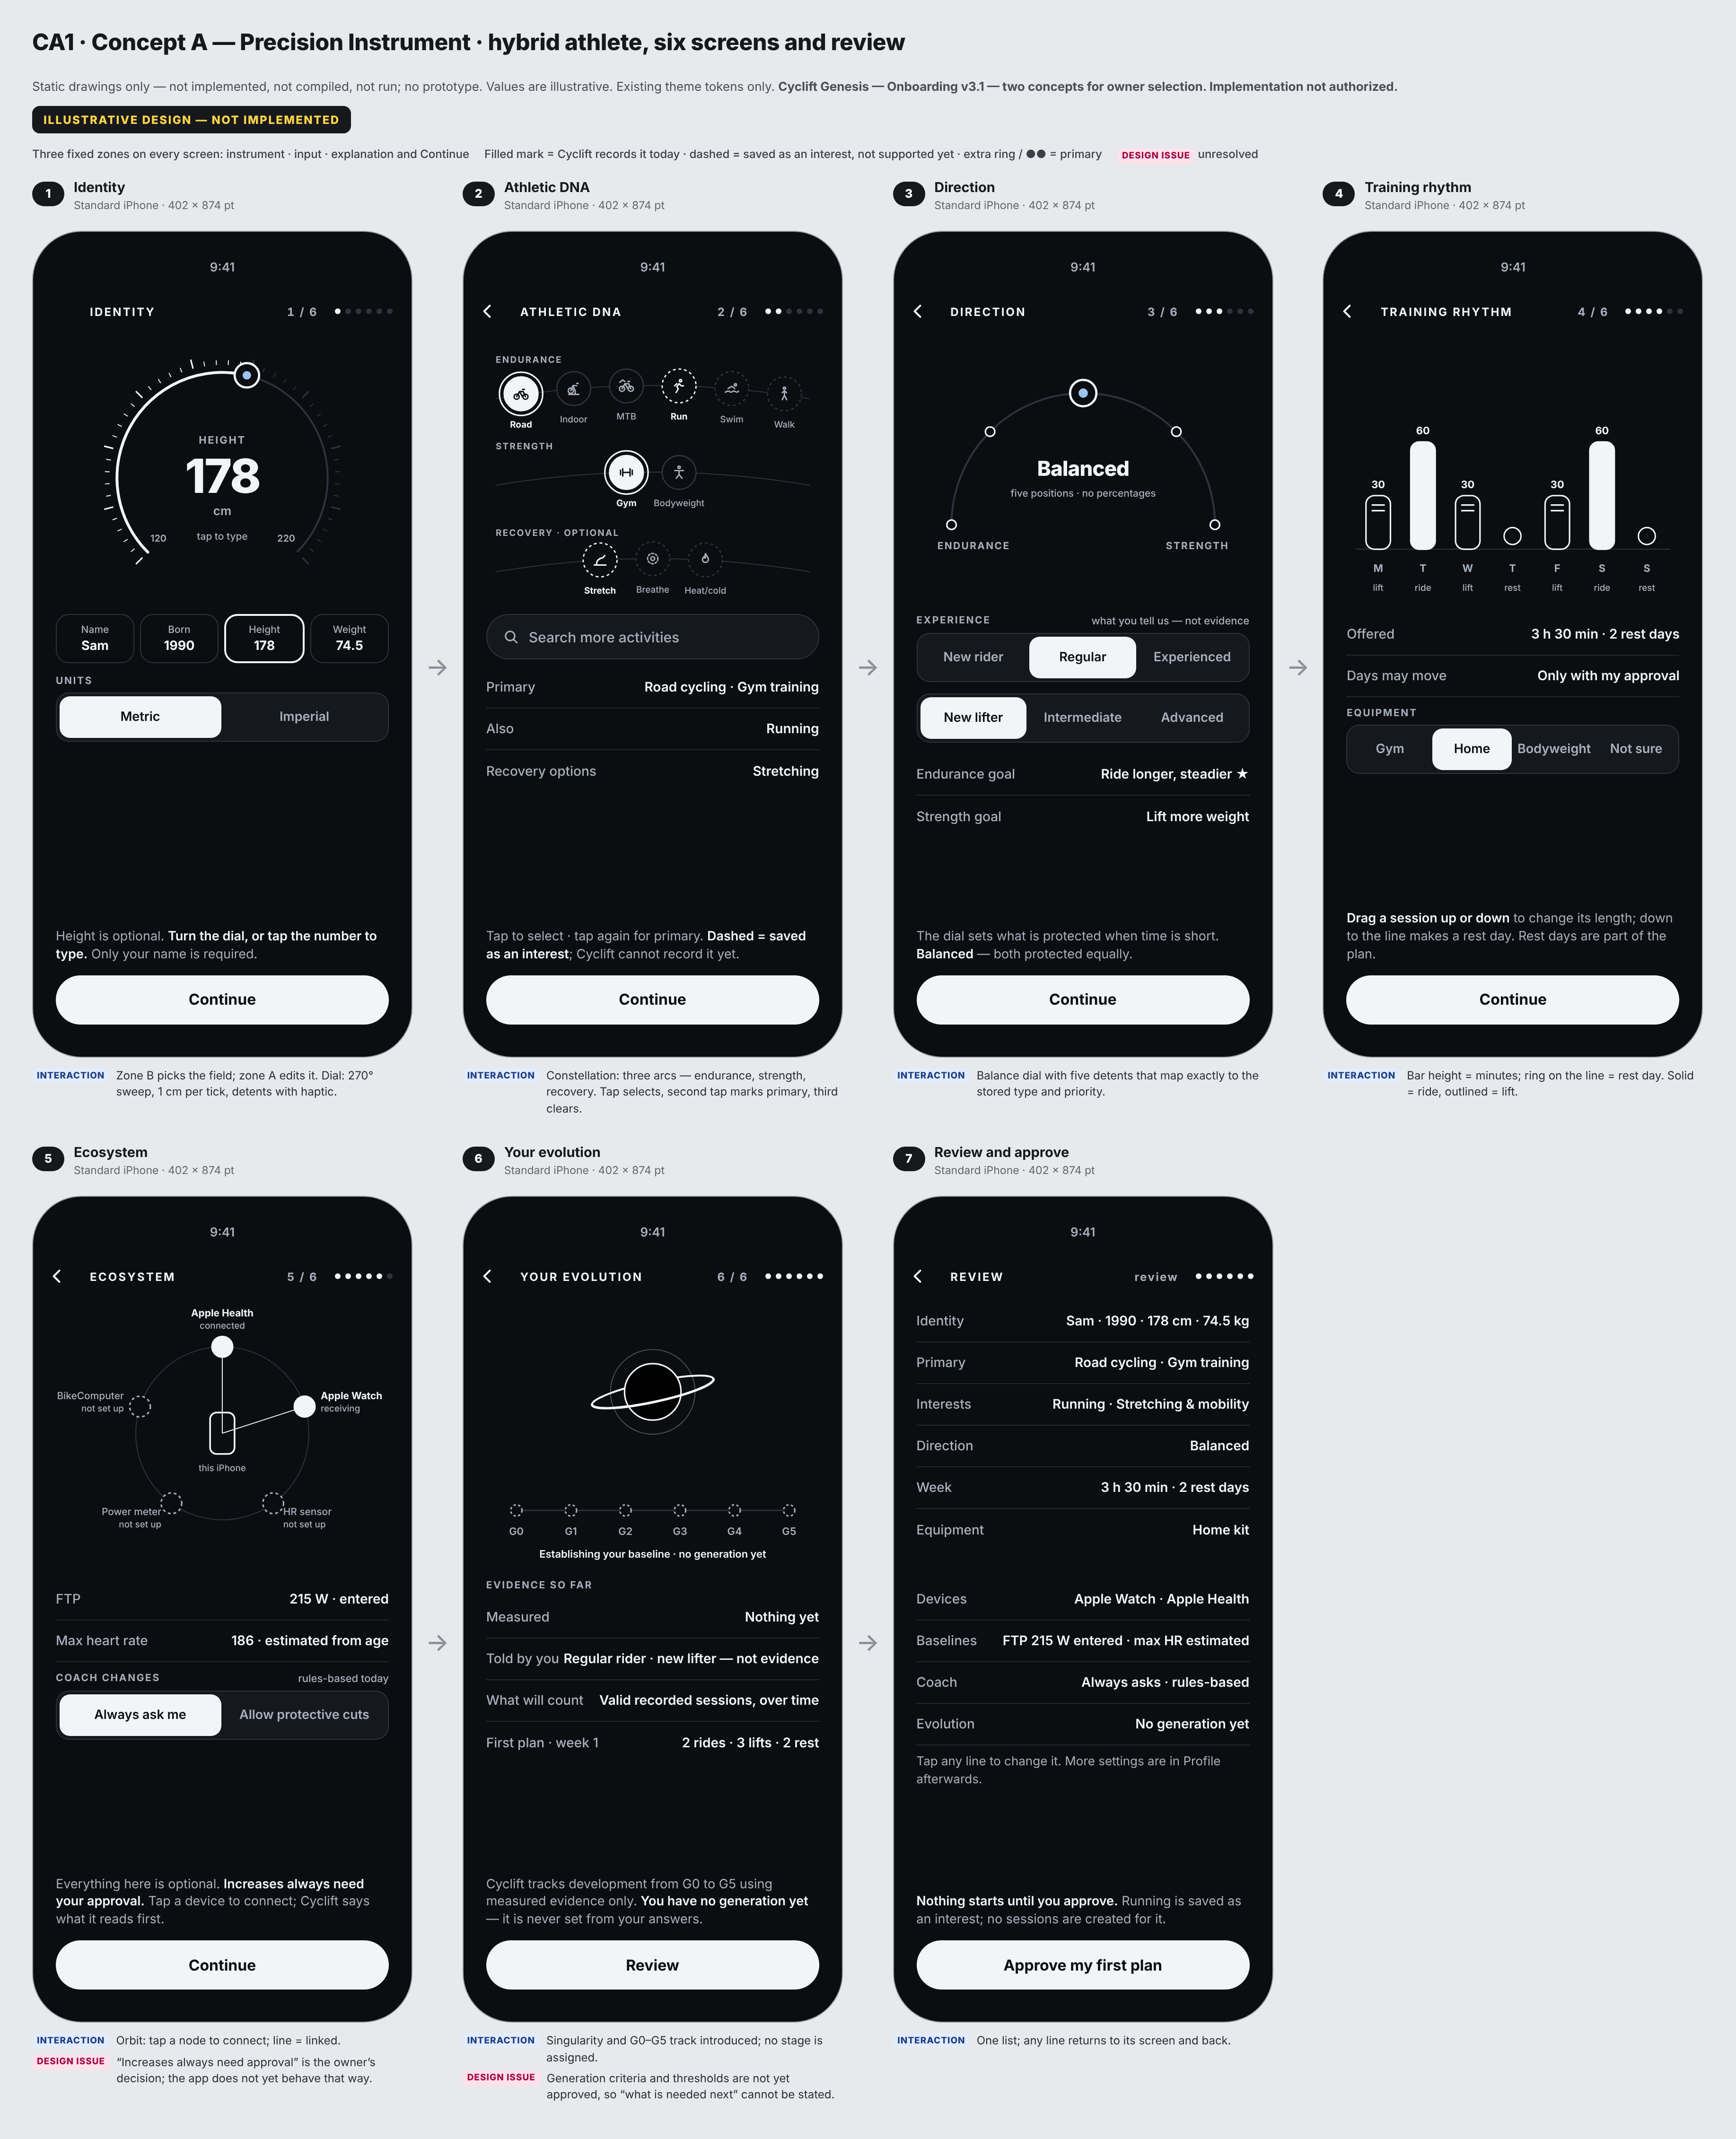 CA1 · Concept A — Precision Instrument · hybrid athlete, six screens and review
Static drawings only — not implemented, not compiled, not run; no prototype. Values are illustrative. Existing theme tokens only. Cyclift Genesis — Onboarding v3.1 — two concepts for owner selection. Implementation not authorized.
ILLUSTRATIVE DESIGN — NOT IMPLEMENTED
Three fixed zones on every screen: instrument · input · explanation and Continue
Filled mark = Cyclift records it today · dashed = saved as an interest, not supported yet · extra ring / ●● = primary
DESIGN ISSUE unresolved
1
Identity
Standard iPhone · 402 × 874 pt
9:41
IDENTITY
1 / 6
HEIGHT
178
cm
120
tap to type
220
Name
Sam
Born
1990
Height
178
Weight
74.5
UNITS
Metric
Imperial
Height is optional. Turn the dial, or tap the number to
type. Only your name is required.
Continue
INTERACTION
Zone B picks the field; zone A edits it. Dial: 270°
sweep, 1 cm per tick, detents with haptic.
2
Athletic DNA
Standard iPhone · 402 × 874 pt
9:41
ATHLETIC DNA
2 / 6
ENDURANCE
Road
Indoor
MTB
Run
Swim
Walk
STRENGTH
Gym
Bodyweight
RECOVERY · OPTIONAL
Stretch
Breathe
Heat/cold
Search more activities
Primary
Road cycling · Gym training
Also
Running
Recovery options
Stretching
Tap to select · tap again for primary. Dashed = saved
as an interest; Cyclift cannot record it yet.
Continue
INTERACTION
Constellation: three arcs — endurance, strength,
recovery. Tap selects, second tap marks primary, third
clears.
3
Direction
Standard iPhone · 402 × 874 pt
9:41
DIRECTION
3 / 6
Balanced
five positions · no percentages
ENDURANCE
STRENGTH
EXPERIENCE
what you tell us — not evidence
New rider
Regular
Experienced
New lifter
Intermediate
Advanced
Endurance goal
Ride longer, steadier ★
Strength goal
Lift more weight
The dial sets what is protected when time is short.
Balanced — both protected equally.
Continue
INTERACTION
Balance dial with five detents that map exactly to the
stored type and priority.
4
Training rhythm
Standard iPhone · 402 × 874 pt
9:41
TRAINING RHYTHM
4 / 6
30
60
30
30
60
M
T
W
T
F
S
S
lift
ride
lift
rest
lift
ride
rest
Offered
3 h 30 min · 2 rest days
Days may move
Only with my approval
EQUIPMENT
Gym
Home
Bodyweight
Not sure
Drag a session up or down to change its length; down
to the line makes a rest day. Rest days are part of the
plan.
Continue
INTERACTION
Bar height = minutes; ring on the line = rest day. Solid
= ride, outlined = lift.
5
Ecosystem
Standard iPhone · 402 × 874 pt
9:41
ECOSYSTEM
5 / 6
Apple Health
connected
BikeComputer
not set up
Apple Watch
receiving
this iPhone
Power meter
not set up
HR sensor
not set up
FTP
215 W · entered
Max heart rate
186 · estimated from age
COACH CHANGES
rules-based today
Always ask me
Allow protective cuts
Everything here is optional. Increases always need
your approval. Tap a device to connect; Cyclift says
what it reads first.
Continue
INTERACTION
Orbit: tap a node to connect; line = linked.
DESIGN ISSUE
“Increases always need approval” is the owner’s
decision; the app does not yet behave that way.
6
Your evolution
Standard iPhone · 402 × 874 pt
9:41
YOUR EVOLUTION
6 / 6
G0
G1
G2
G3
G4
G5
Establishing your baseline · no generation yet
EVIDENCE SO FAR
Measured
Nothing yet
Told by you
Regular rider · new lifter — not evidence
What will count
Valid recorded sessions, over time
First plan · week 1
2 rides · 3 lifts · 2 rest
Cyclift tracks development from G0 to G5 using
measured evidence only. You have no generation yet
— it is never set from your answers.
Review
INTERACTION
Singularity and G0–G5 track introduced; no stage is
assigned.
DESIGN ISSUE
Generation criteria and thresholds are not yet
approved, so “what is needed next” cannot be stated.
7
Review and approve
Standard iPhone · 402 × 874 pt
9:41
REVIEW
review
Identity
Sam · 1990 · 178 cm · 74.5 kg
Primary
Road cycling · Gym training
Interests
Running · Stretching & mobility
Direction
Balanced
Week
3 h 30 min · 2 rest days
Equipment
Home kit
Devices
Apple Watch · Apple Health
Baselines
FTP 215 W entered · max HR estimated
Coach
Always asks · rules-based
Evolution
No generation yet
Tap any line to change it. More settings are in Profile
afterwards.
Nothing starts until you approve. Running is saved as
an interest; no sessions are created for it.
Approve my first plan
INTERACTION
One list; any line returns to its screen and back.